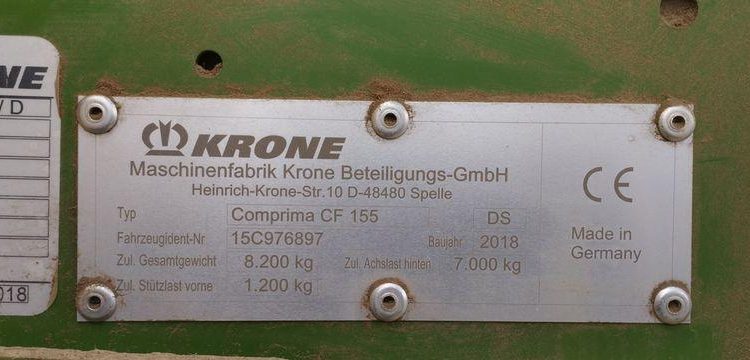 NE
D
KRONE
Maschinenfabrik Krone Beteiligungs-GmbH
Heinrich-Krone-Str.10 D-48480 Spelle
Typ Comprima CF 155 DS
Fahrzeugident-Nr 15C976897 Baujahr 2018
Zul. Gesamtgewicht 8.200 kg Zul. Achslast hinten 7.000 kg
Zul. Stützlast vorne 1.200 kg
CE
Made in
Germany
018